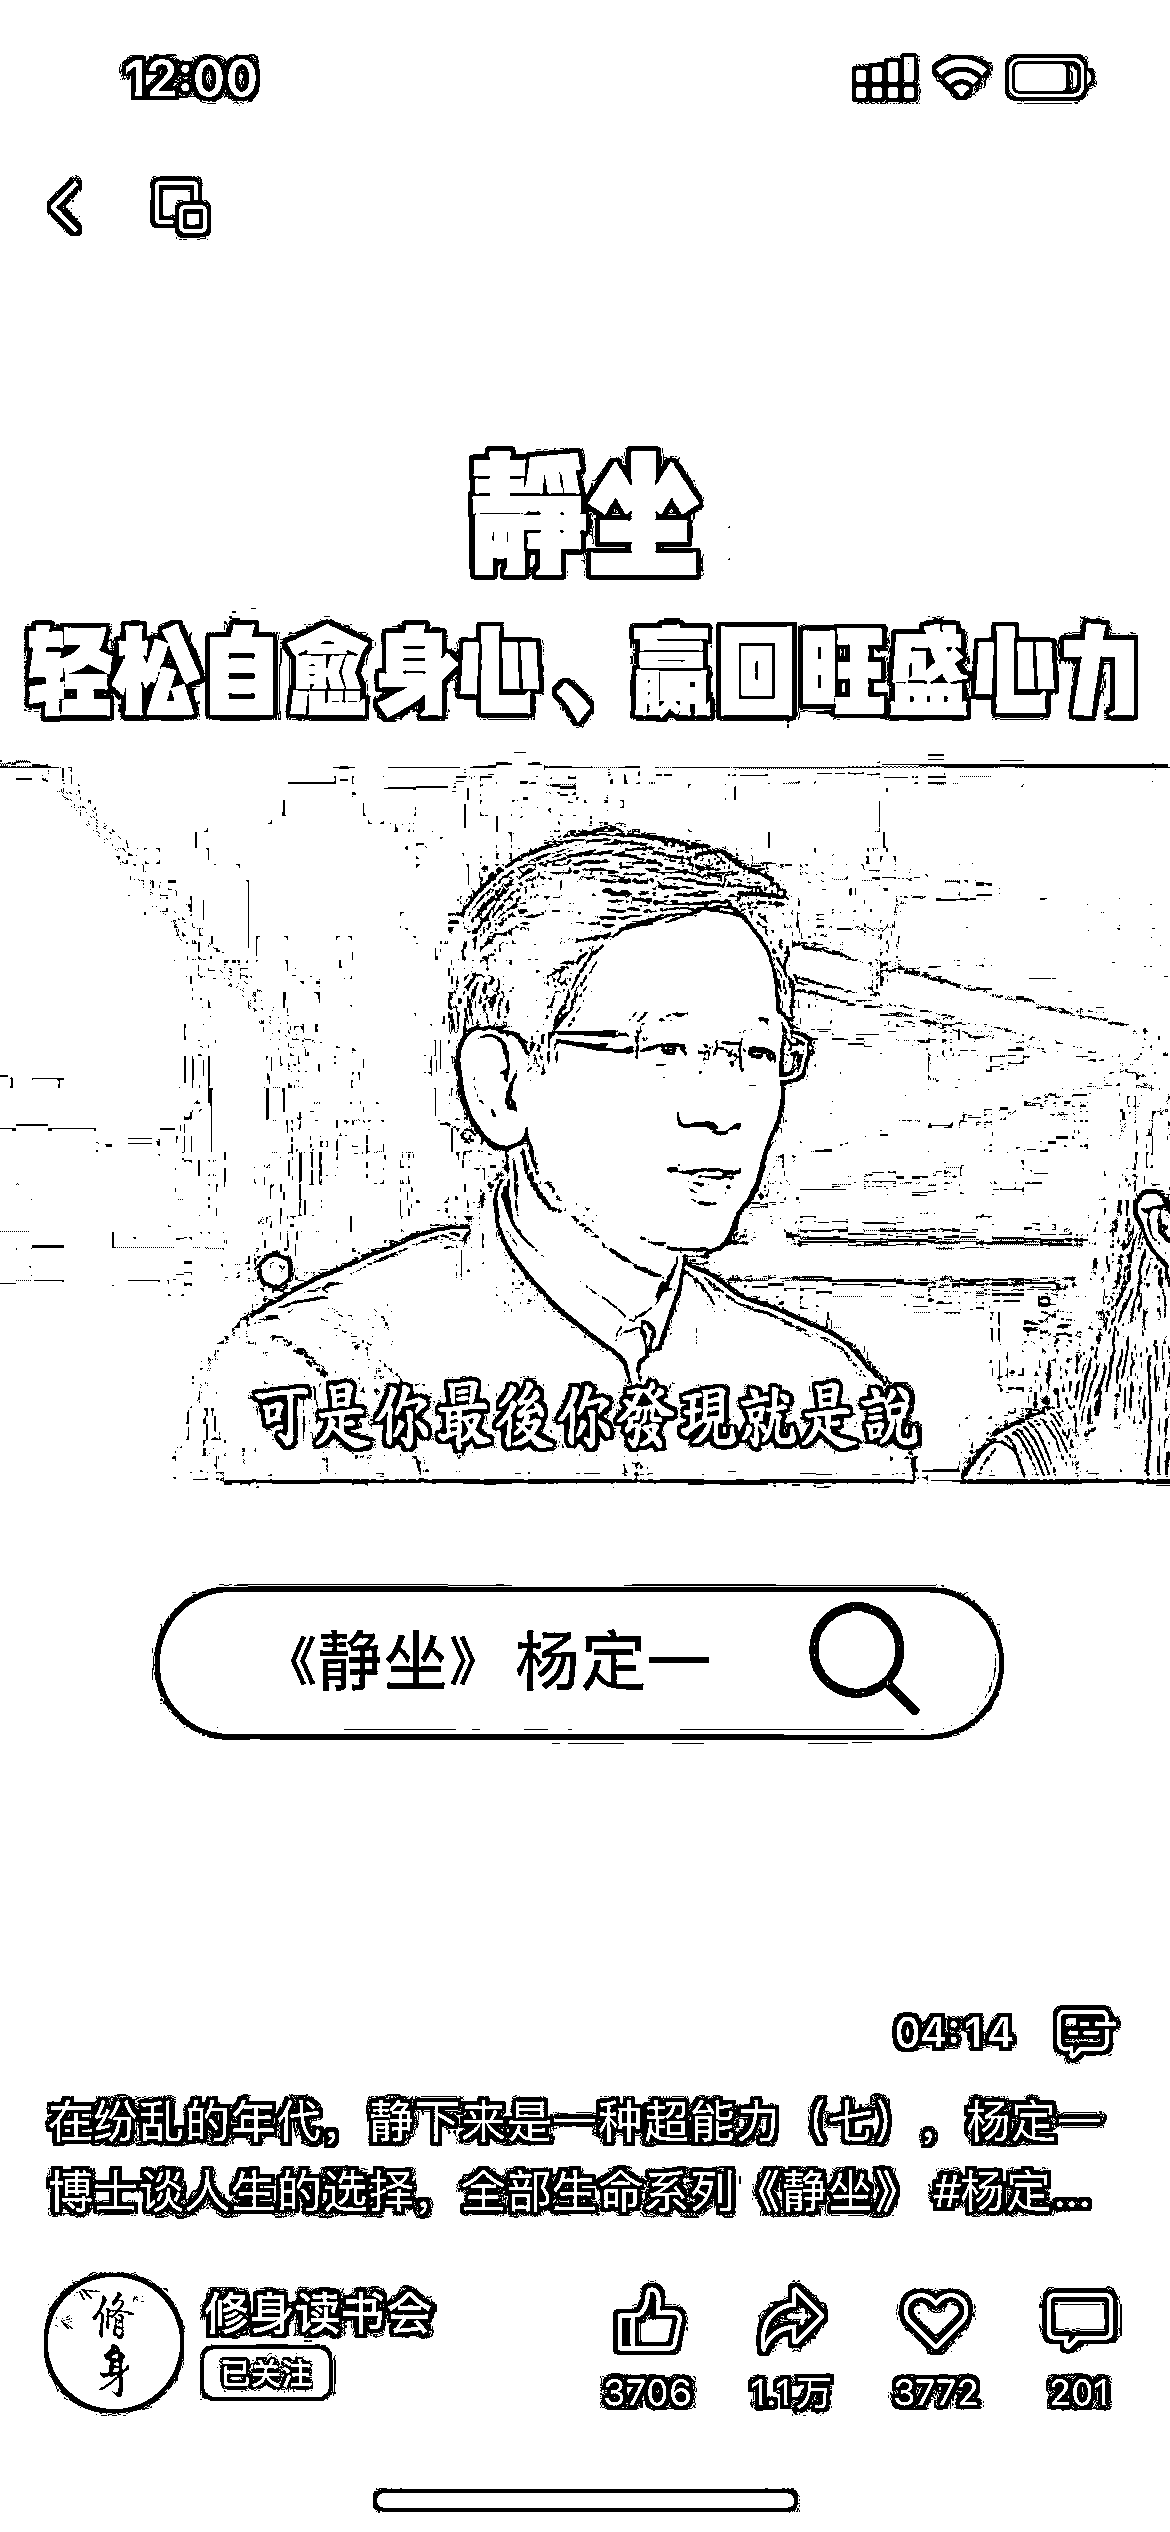 12:00
静坐
轻松自愈身心、赢回旺盛心力
可是你最後你發現就是說
《静坐》 杨定一
04:14
在纷乱的年代，静下来是一种超能力（七），杨定一
博士谈人生的选择，全部生命系列《静坐》 #杨定...
修身
修身读书会
已关注
3706 1.1万 3772 201